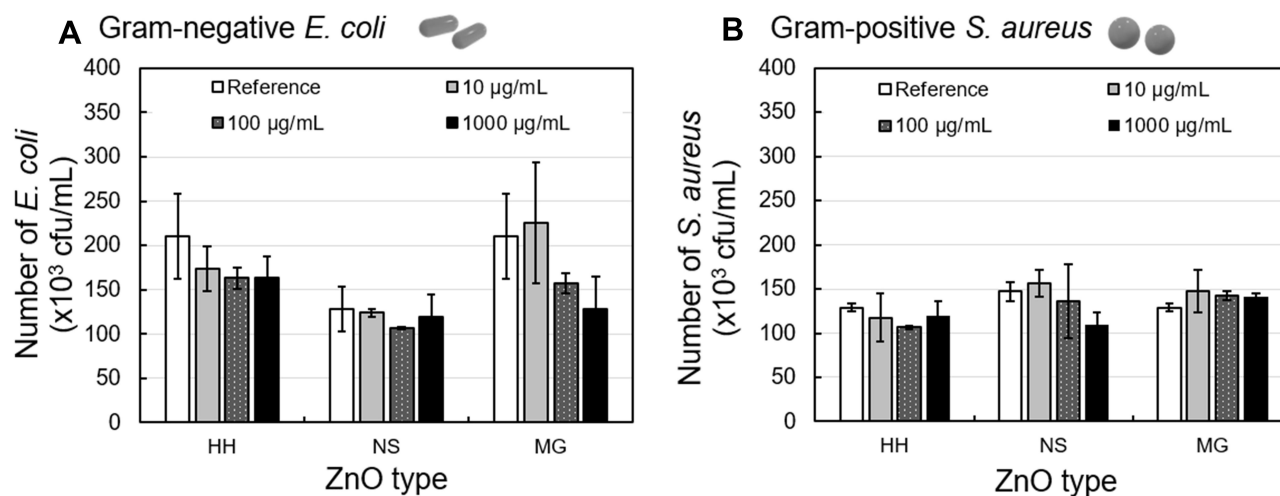 A Gram-negative E. coli
Number of E. coli
(x10³ cfu/mL)
400
350
300
250
200
150
100
50
0
Reference
10 µg/mL
100 µg/mL
1000 µg/mL
HH
NS
MG
ZnO type
B Gram-positive S. aureus
Number of S. aureus
(x10³ cfu/mL)
400
350
300
250
200
150
100
50
0
Reference
10 µg/mL
100 µg/mL
1000 µg/mL
HH
NS
MG
ZnO type